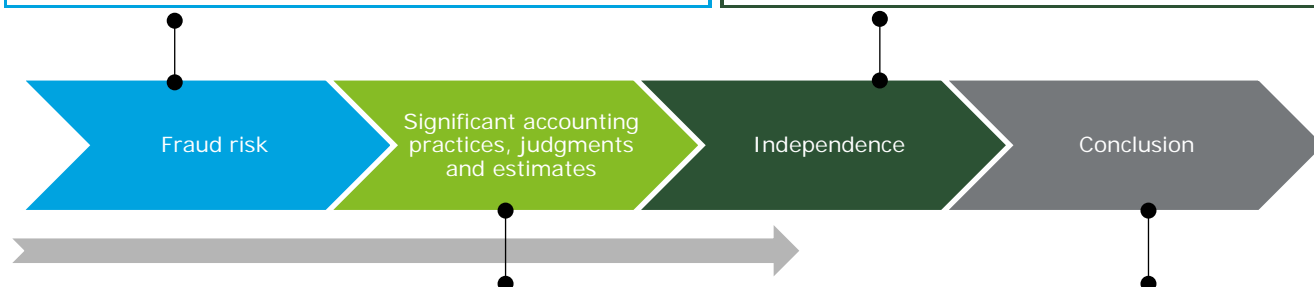 Fraud risk
Significant accounting
practices, judgments
and estimates
Independence
Conclusion